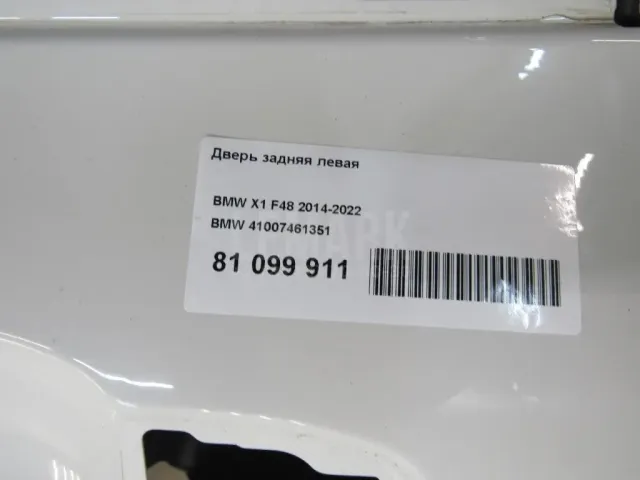 Дверь задняя левая
BMW X1 F48 2014-2022
BMW 41007461351
81 099 911